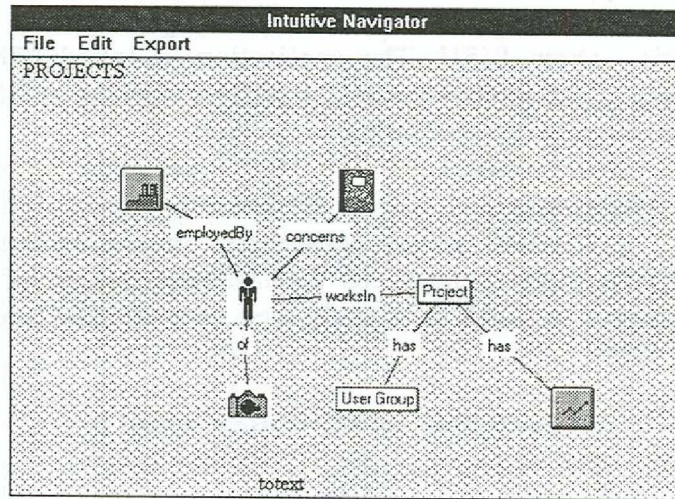 Intuitive Navigator
File Edit Export
PROJECTS
employedBy concerns
worksIn Project
of has has
User Group
totext